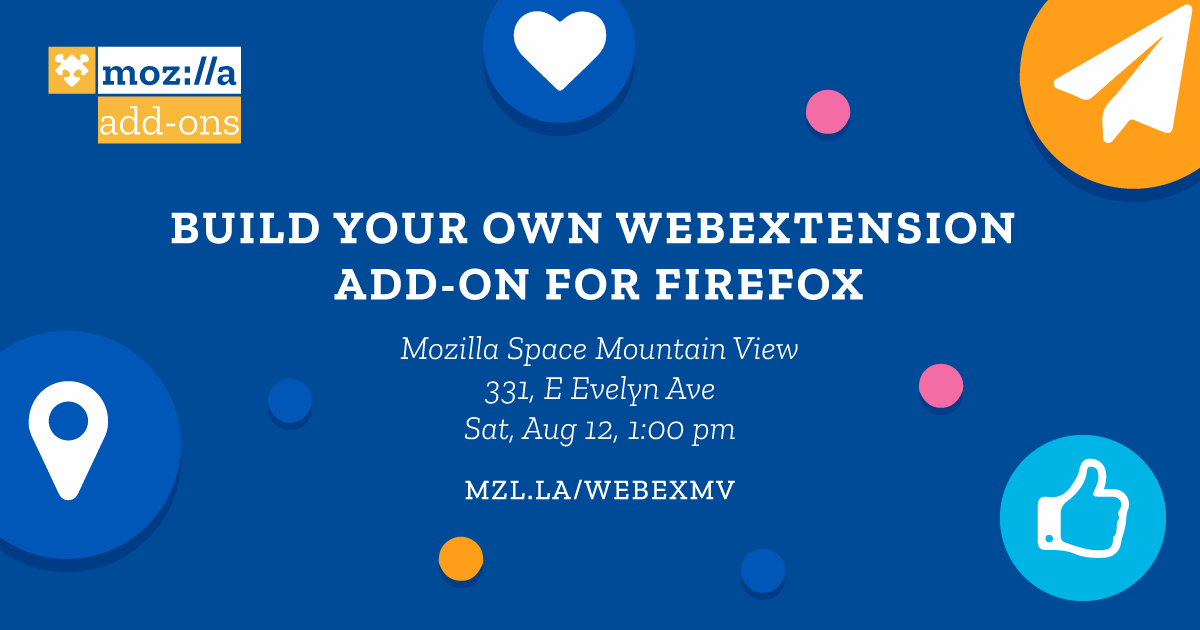 moz://a
add-ons
BUILD YOUR OWN WEBEXTENSION
ADD-ON FOR FIREFOX
Mozilla Space Mountain View
331, E Evelyn Ave
Sat, Aug 12, 1:00 pm
MZL.LA/WEBEXMV